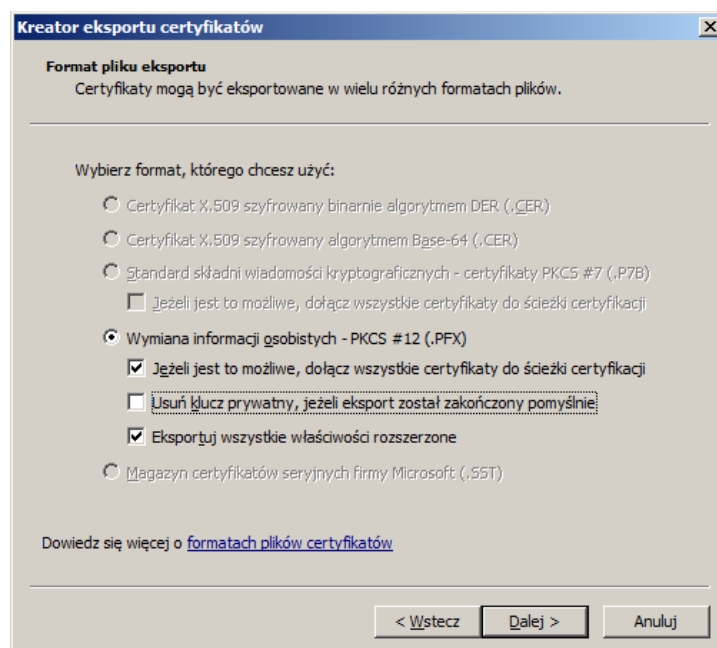 Kreator eksportu certyfikatów
Format pliku eksportu
Certyfikaty mogą być eksportowane w wielu różnych formatach plików.
Wybierz format, którego chcesz użyć:
Certyfikat X.509 szyfrowany binarnie algorytmem DER (.CER)
Certyfikat X.509 szyfrowany algorytmem Base-64 (.CER)
Standard składni wiadomości kryptograficznych - certyfikaty PKCS #7 (.P7B)
Jeżeli jest to możliwe, dołącz wszystkie certyfikaty do ścieżki certyfikacji
Wymiana informacji osobistych - PKCS #12 (.PFX)
Jeżeli jest to możliwe, dołącz wszystkie certyfikaty do ścieżki certyfikacji
Usuń klucz prywatny, jeżeli eksport został zakończony pomyślnie
Eksportuj wszystkie właściwości rozszerzone
Magazyn certyfikatów seryjnych firmy Microsoft (.SST)
Dowiedz się więcej o formatach plików certyfikatów
< Wstecz Dalej > Anuluj